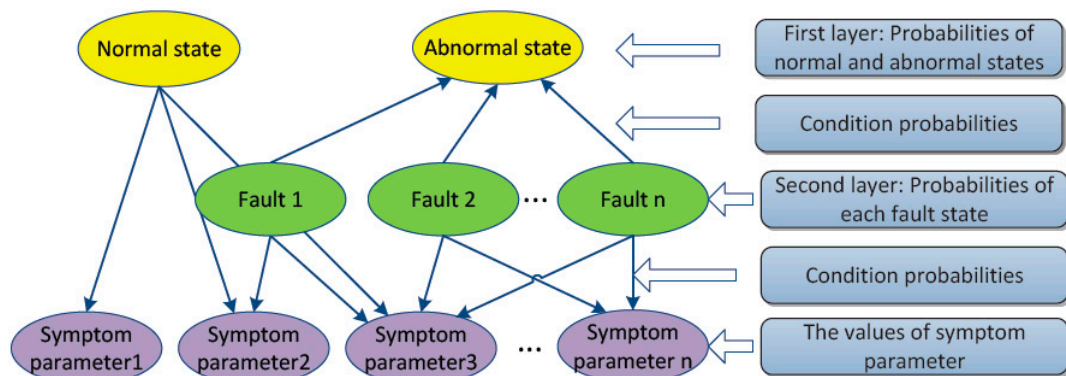 Normal state
Abnormal state
First layer: Probabilities of
normal and abnormal states
Condition probabilities
Fault 1
Fault 2
...
Fault n
Second layer: Probabilities of
each fault state
Condition probabilities
Symptom
parameter1
Symptom
parameter2
Symptom
parameter3
...
Symptom
parameter n
The values of symptom
parameter